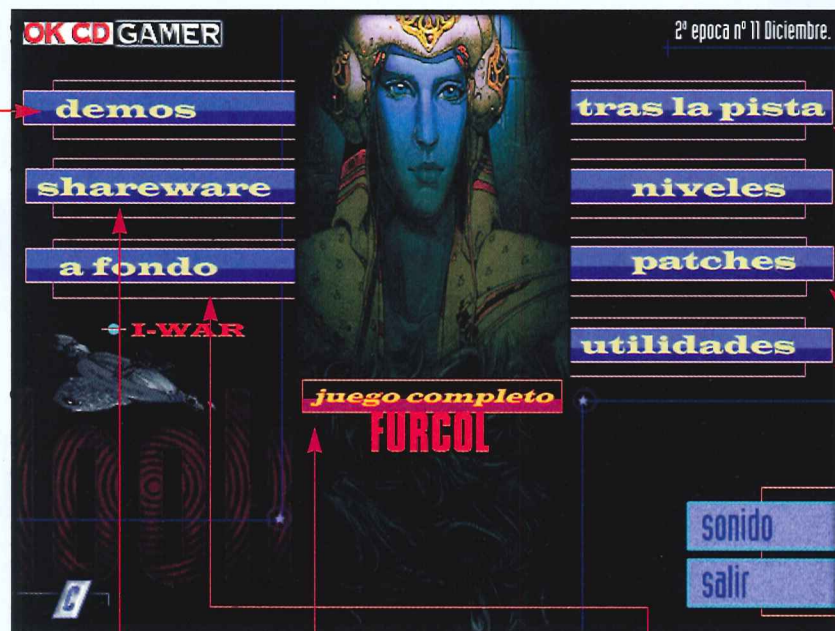 OK CD GAMER
2ª epoca nº 11 Diciembre.
demos
shareware
a fondo
I-WAR
juego completo
FURCOL
tras la pista
niveles
patches
utilidades
sonido
salir
C